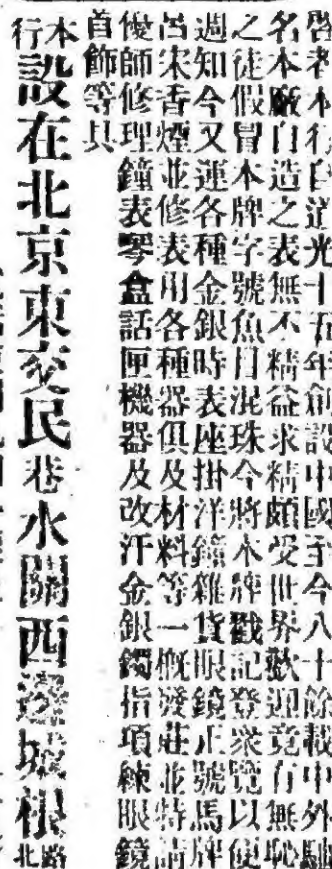 啓者本行自道光十五年創設中國至今八十餘載中外馳
名本廠自造之表無不精益求精頗受世界歡迎竟有無恥
之徒假冒本牌字號魚目混珠今將本牌戳記登衆覽以便
週知今又運各種金銀時表座掛洋鐘雜貨眼鏡正號馬牌
呂宋香煙並修表用各種器俱及材料等一概發莊並特請
優師修理鐘表琴盒話匣機器及改汗金銀鐲指項練眼鏡
首飾等具
本行設在北京東交民巷水關西邊城根路北